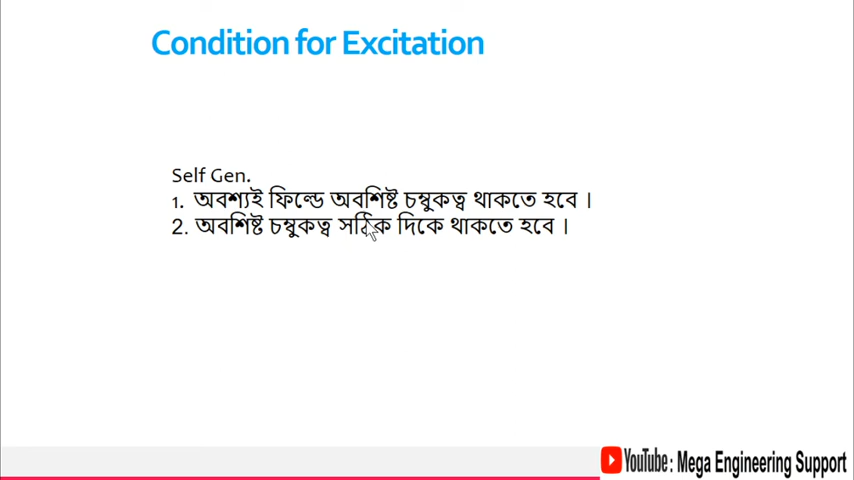 Condition for Excitation
Self Gen.
1. অবশ্যই ফিল্ডে অবশিষ্ট চম্বুকত্ব থাকতে হবে ।
2. অবশিষ্ট চম্বুকত্ব সঠিক দিকে থাকতে হবে ।
YouTube : Mega Engineering Support